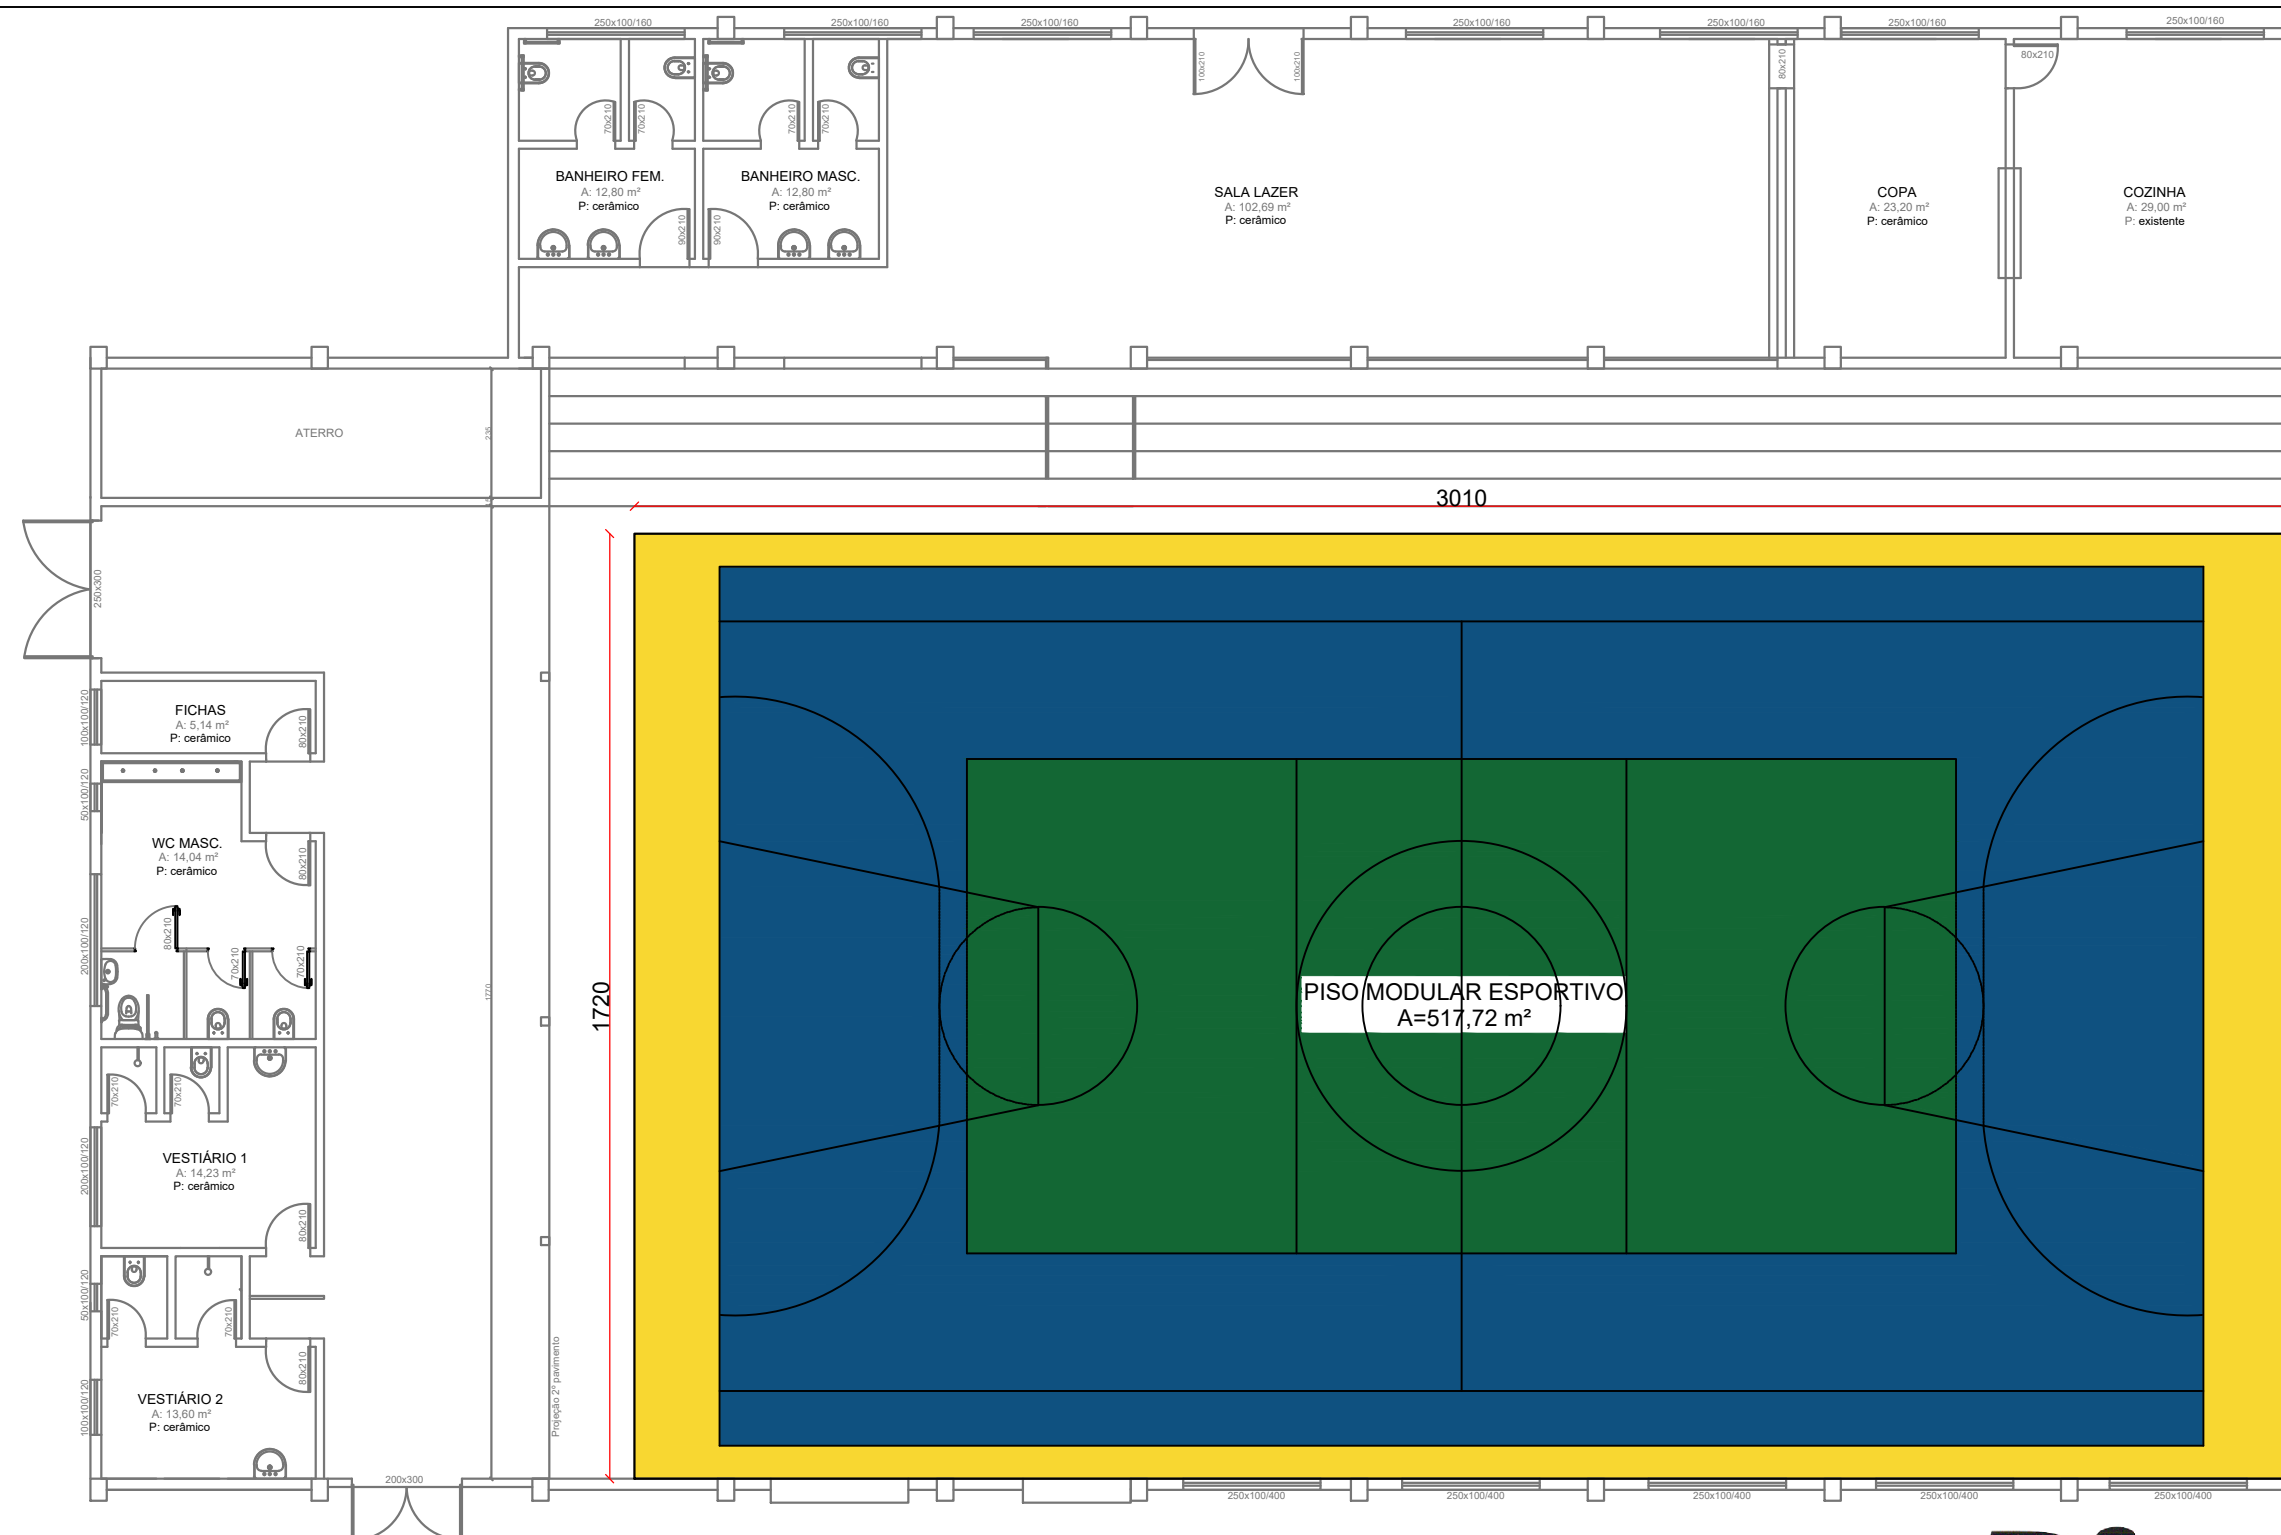 250x100/160
250x100/160
250x100/160
250x100/160
250x100/160
250x100/160
250x100/160
100x210
100x210
80x210
80x210
70x210
70x210
70x210
70x210
BANHEIRO FEM.
A: 12,80 m²
P: cerâmico
BANHEIRO MASC.
A: 12,80 m²
P: cerâmico
SALA LAZER
A: 102,69 m²
P: cerâmico
COPA
A: 23,20 m²
P: cerâmico
COZINHA
A: 29,00 m²
P: existente
90x210
90x210
ATERRO
235
15
3010
250x300
FICHAS
A: 5,14 m²
P: cerâmico
100x100/120
80x210
50x100/120
WC MASC.
A: 14,04 m²
P: cerâmico
80x210
80x210
70x210
70x210
200x100/120
1770
1720
PISO MODULAR ESPORTIVO
A=517,72 m²
70x210
70x210
VESTIÁRIO 1
A: 14,23 m²
P: cerâmico
200x100/120
80x210
50x100/120
70x210
70x210
80x210
VESTIÁRIO 2
A: 13,60 m²
P: cerâmico
100x100/120
Projeção 2º pavimento
200x300
250x100/400
250x100/400
250x100/400
250x100/400
250x100/400